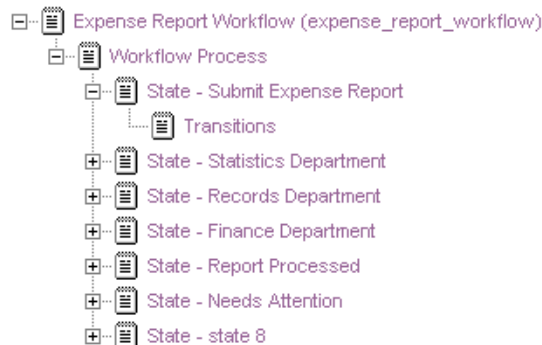 Expense Report Workflow (expense_report_workflow)
Workflow Process
State - Submit Expense Report
Transitions
State - Statistics Department
State - Records Department
State - Finance Department
State - Report Processed
State - Needs Attention
State - state 8